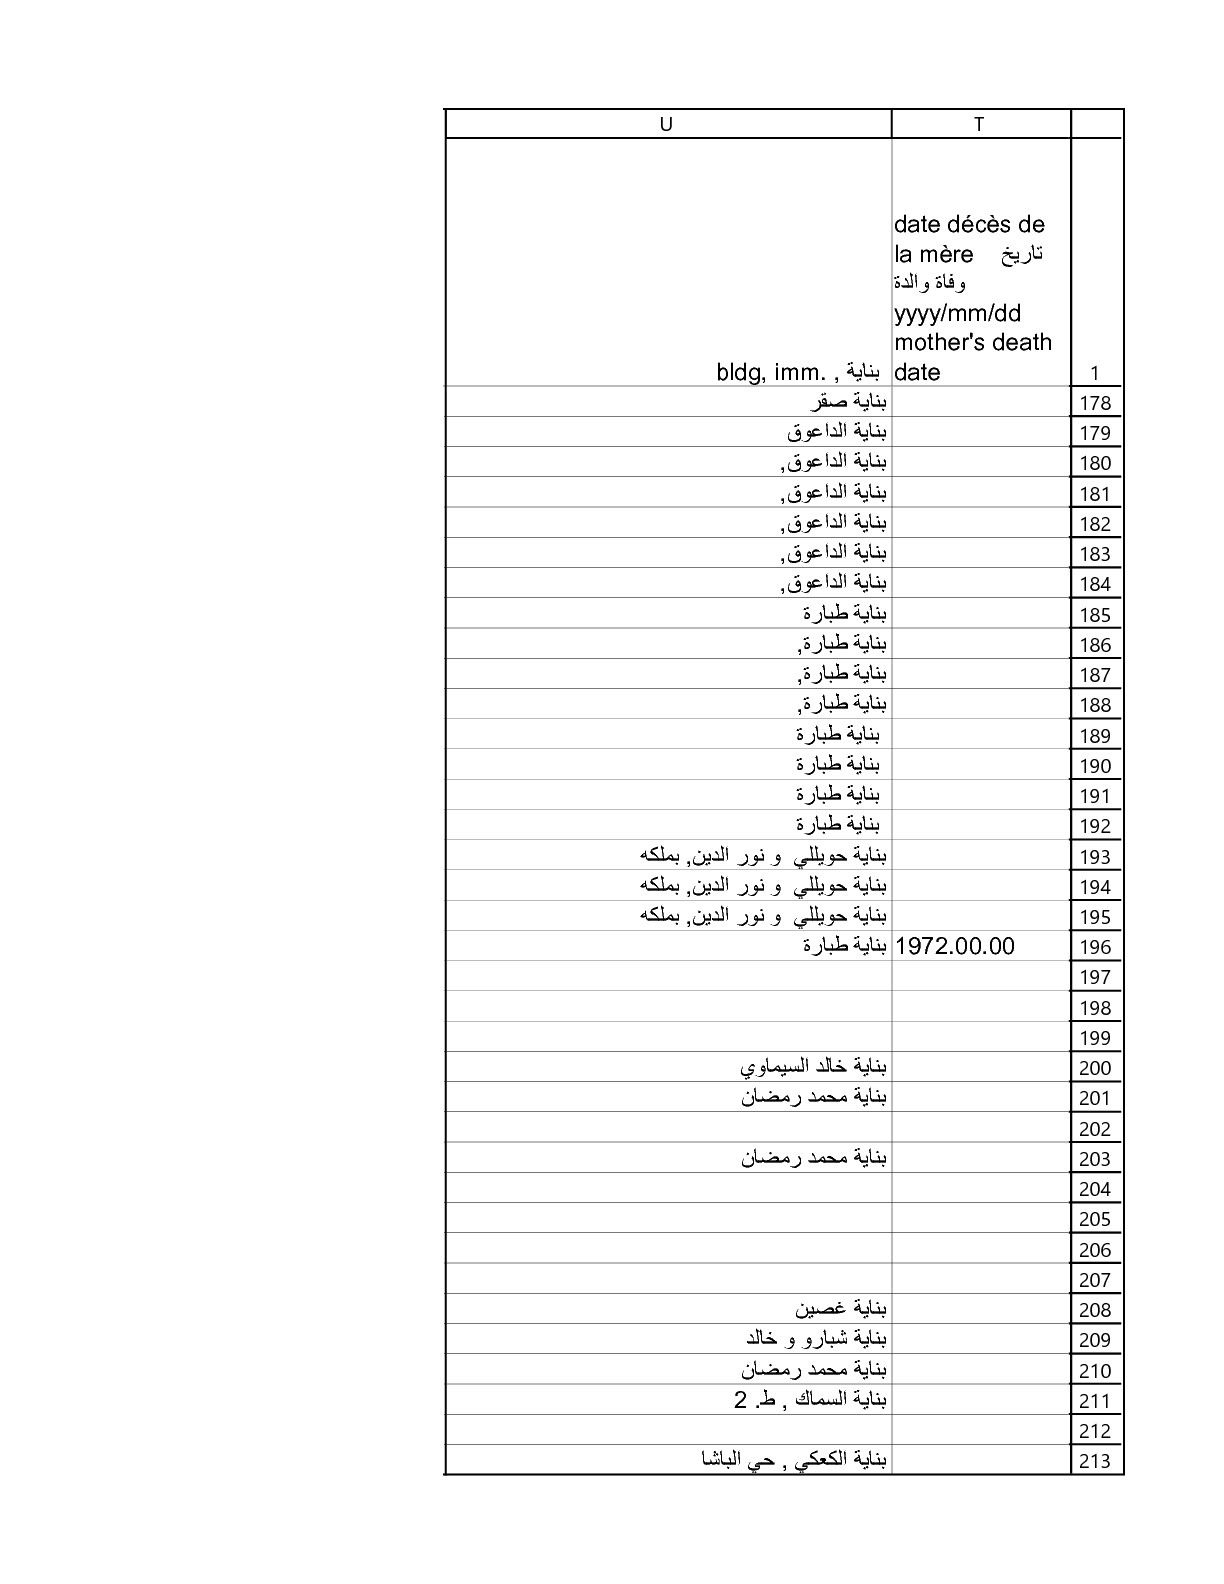 U T
date décès de
la mère تاريخ
وفاة والدة
yyyy/mm/dd
mother's death
date
bldg, imm. , بناية
1
178 بناية صقر
179 بناية الداعوق
180 بناية الداعوق,
181 بناية الداعوق,
182 بناية الداعوق,
183 بناية الداعوق,
184 بناية الداعوق,
185 بناية طبارة
186 بناية طبارة,
187 بناية طبارة,
188 بناية طبارة,
189 بناية طبارة
190 بناية طبارة
191 بناية طبارة
192 بناية طبارة
193 بناية حويللي و نور الدين, بملكه
194 بناية حويللي و نور الدين, بملكه
195 بناية حويللي و نور الدين, بملكه
196 1972.00.00 بناية طبارة
197
198
199
200 بناية خالد السيماوي
201 بناية محمد رمضان
202
203 بناية محمد رمضان
204
205
206
207
208 بناية غصين
209 بناية شبارو و خالد
210 بناية محمد رمضان
211 بناية السماك , ط. 2
212
213 بناية الكعكي , حي الباشا